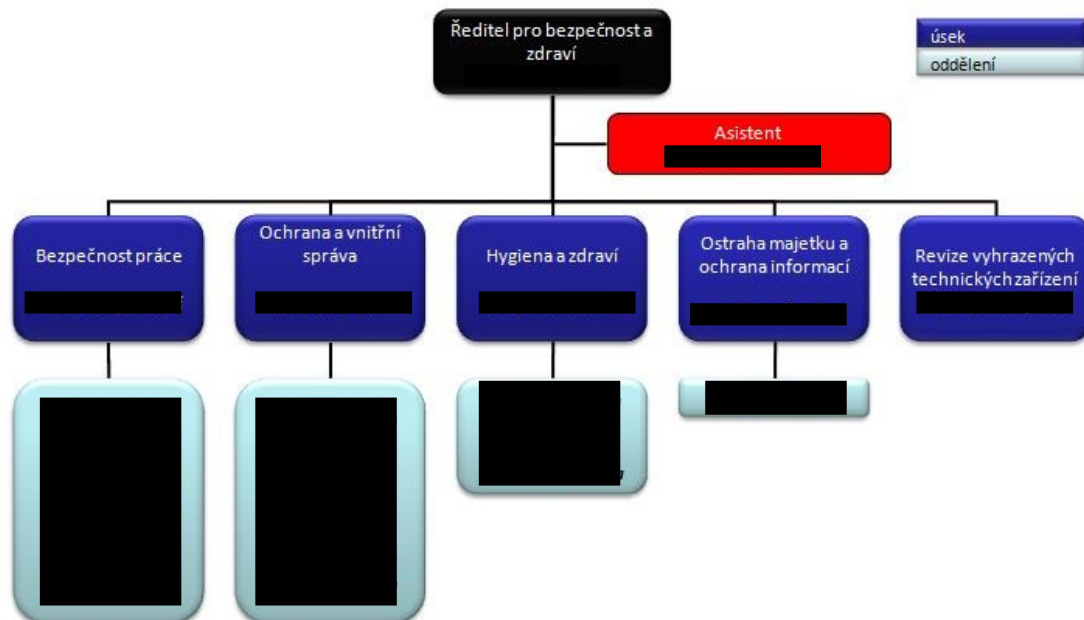 Ředitel pro bezpečnost a
zdraví
úsek
oddělení
Asistent
Bezpečnost práce
Ochrana a vnitřní
správa
Hygiena a zdraví
Ostraha majetku a
ochrana informací
Revize vyhrazených
technických zařízení